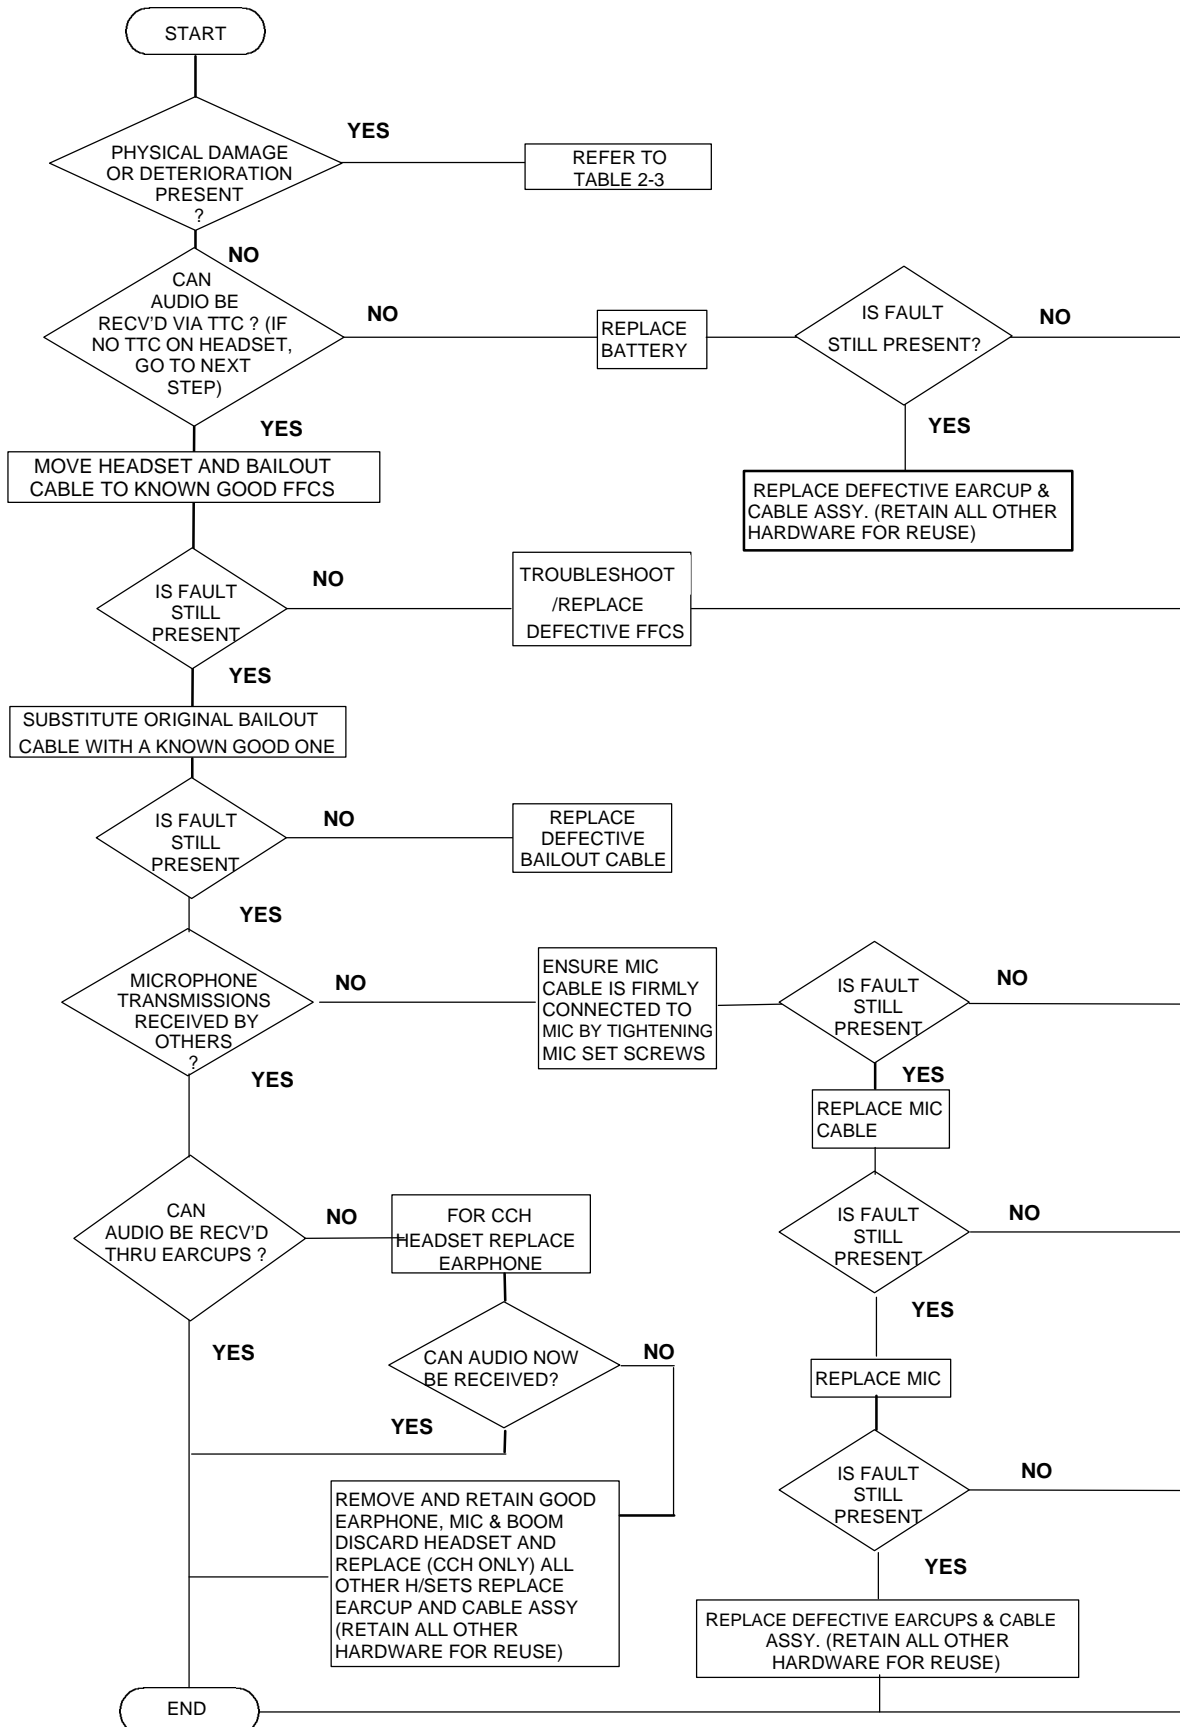 START
YES
PHYSICAL DAMAGE
OR DETERIORATION
PRESENT
?
REFER TO
TABLE 2-3
NO
CAN
AUDIO BE
RECV'D VIA TTC ? (IF
NO TTC ON HEADSET,
GO TO NEXT
STEP)
NO
REPLACE
BATTERY
IS FAULT
STILL PRESENT?
NO
YES
YES
MOVE HEADSET AND BAILOUT
CABLE TO KNOWN GOOD FFCS
REPLACE DEFECTIVE EARCUP &
CABLE ASSY. (RETAIN ALL OTHER
HARDWARE FOR REUSE)
IS FAULT
STILL
PRESENT
NO
TROUBLESHOOT
/REPLACE
DEFECTIVE FFCS
YES
SUBSTITUTE ORIGINAL BAILOUT
CABLE WITH A KNOWN GOOD ONE
IS FAULT
STILL
PRESENT
NO
REPLACE
DEFECTIVE
BAILOUT CABLE
YES
MICROPHONE
TRANSMISSIONS
RECEIVED BY
OTHERS
?
NO
ENSURE MIC
CABLE IS FIRMLY
CONNECTED TO
MIC BY TIGHTENING
MIC SET SCREWS
IS FAULT
STILL
PRESENT
NO
YES
YES
REPLACE MIC
CABLE
CAN
AUDIO BE RECV'D
THRU EARCUPS ?
NO
FOR CCH
HEADSET REPLACE
EARPHONE
IS FAULT
STILL
PRESENT
NO
YES
YES
CAN AUDIO NOW
BE RECEIVED?
NO
YES
REPLACE MIC
IS FAULT
STILL
PRESENT
NO
REMOVE AND RETAIN GOOD
EARPHONE, MIC & BOOM
DISCARD HEADSET AND
REPLACE (CCH ONLY) ALL
OTHER H/SETS REPLACE
EARCUP AND CABLE ASSY
(RETAIN ALL OTHER
HARDWARE FOR REUSE)
YES
REPLACE DEFECTIVE EARCUPS & CABLE
ASSY. (RETAIN ALL OTHER
HARDWARE FOR REUSE)
END